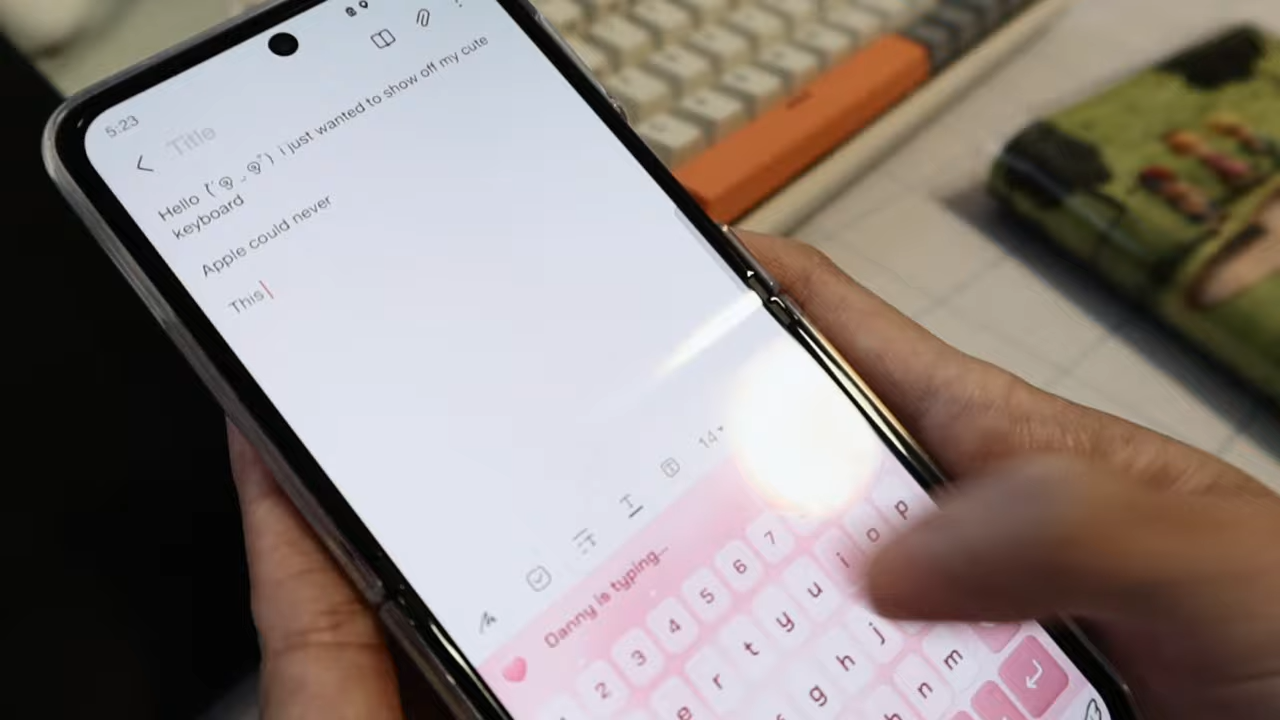 5:23
Title
Hello (´ ꩜ ᴗ ꩜ `) i just wanted to show off my cute
keyboard
Apple could never
This
14
Danny is typing...
2 3 4 5 6 7
e r t y u i o p
g h j
n m